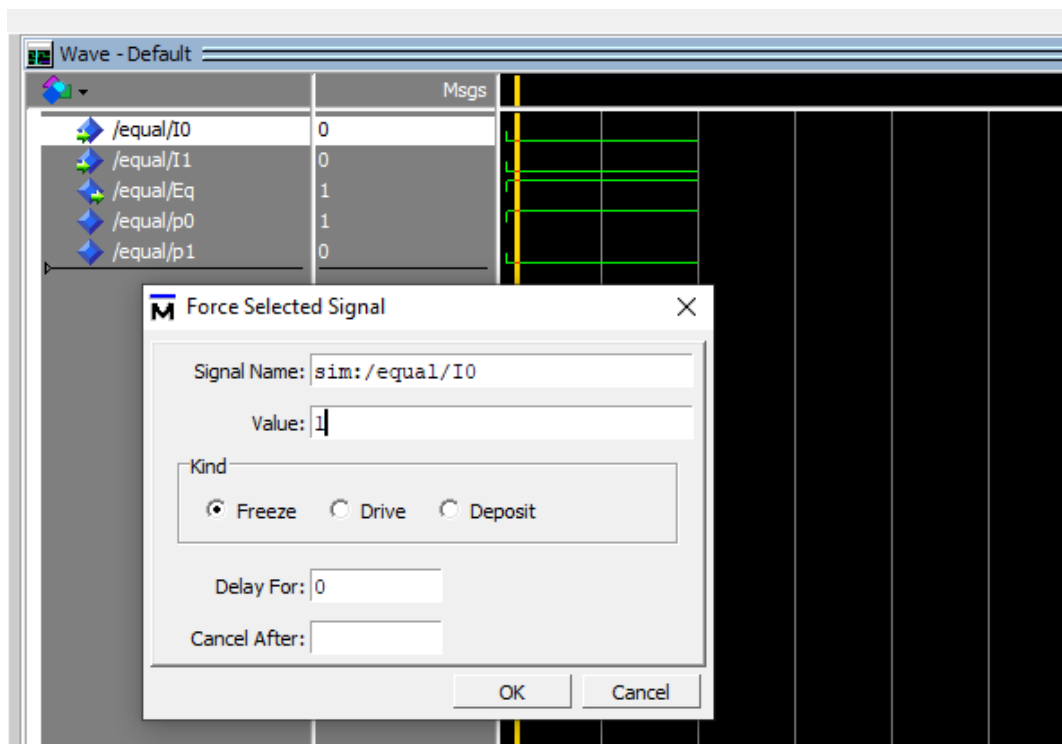 Wave - Default
Msgs
/equal/I0 0
/equal/I1 0
/equal/Eq 1
/equal/p0 1
/equal/p1 0
M Force Selected Signal
Signal Name: sim:/equal/I0
Value: 1
Kind
Freeze Drive Deposit
Delay For: 0
Cancel After:
OK Cancel